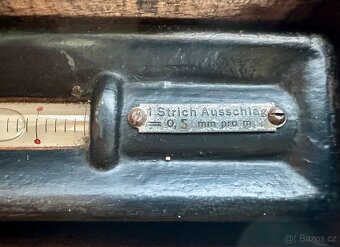 1 Strich Ausschlag
= 0,5 mm pro m
Bazos.cz